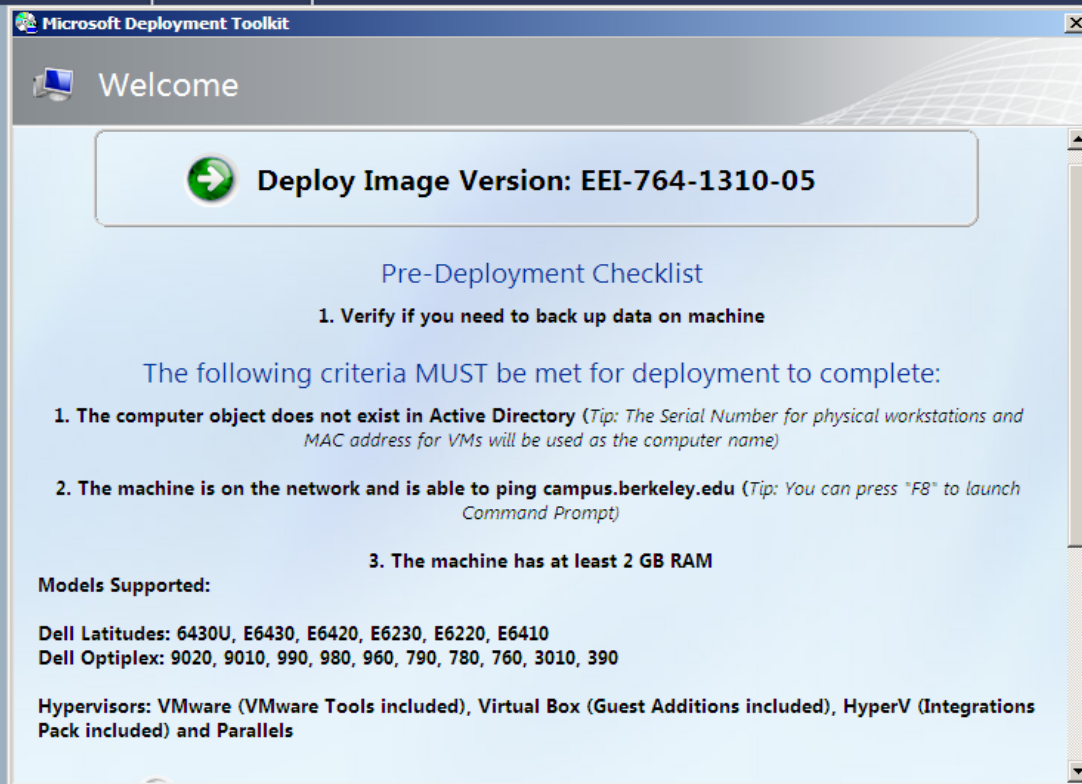 Microsoft Deployment Toolkit
Welcome
Deploy Image Version: EEI-764-1310-05
Pre-Deployment Checklist
1. Verify if you need to back up data on machine
The following criteria MUST be met for deployment to complete:
1. The computer object does not exist in Active Directory (Tip: The Serial Number for physical workstations and
MAC address for VMs will be used as the computer name)
2. The machine is on the network and is able to ping campus.berkeley.edu (Tip: You can press "F8" to launch
Command Prompt)
3. The machine has at least 2 GB RAM
Models Supported:
Dell Latitudes: 6430U, E6430, E6420, E6230, E6220, E6410
Dell Optiplex: 9020, 9010, 990, 980, 960, 790, 780, 760, 3010, 390
Hypervisors: VMware (VMware Tools included), Virtual Box (Guest Additions included), HyperV (Integrations
Pack included) and Parallels